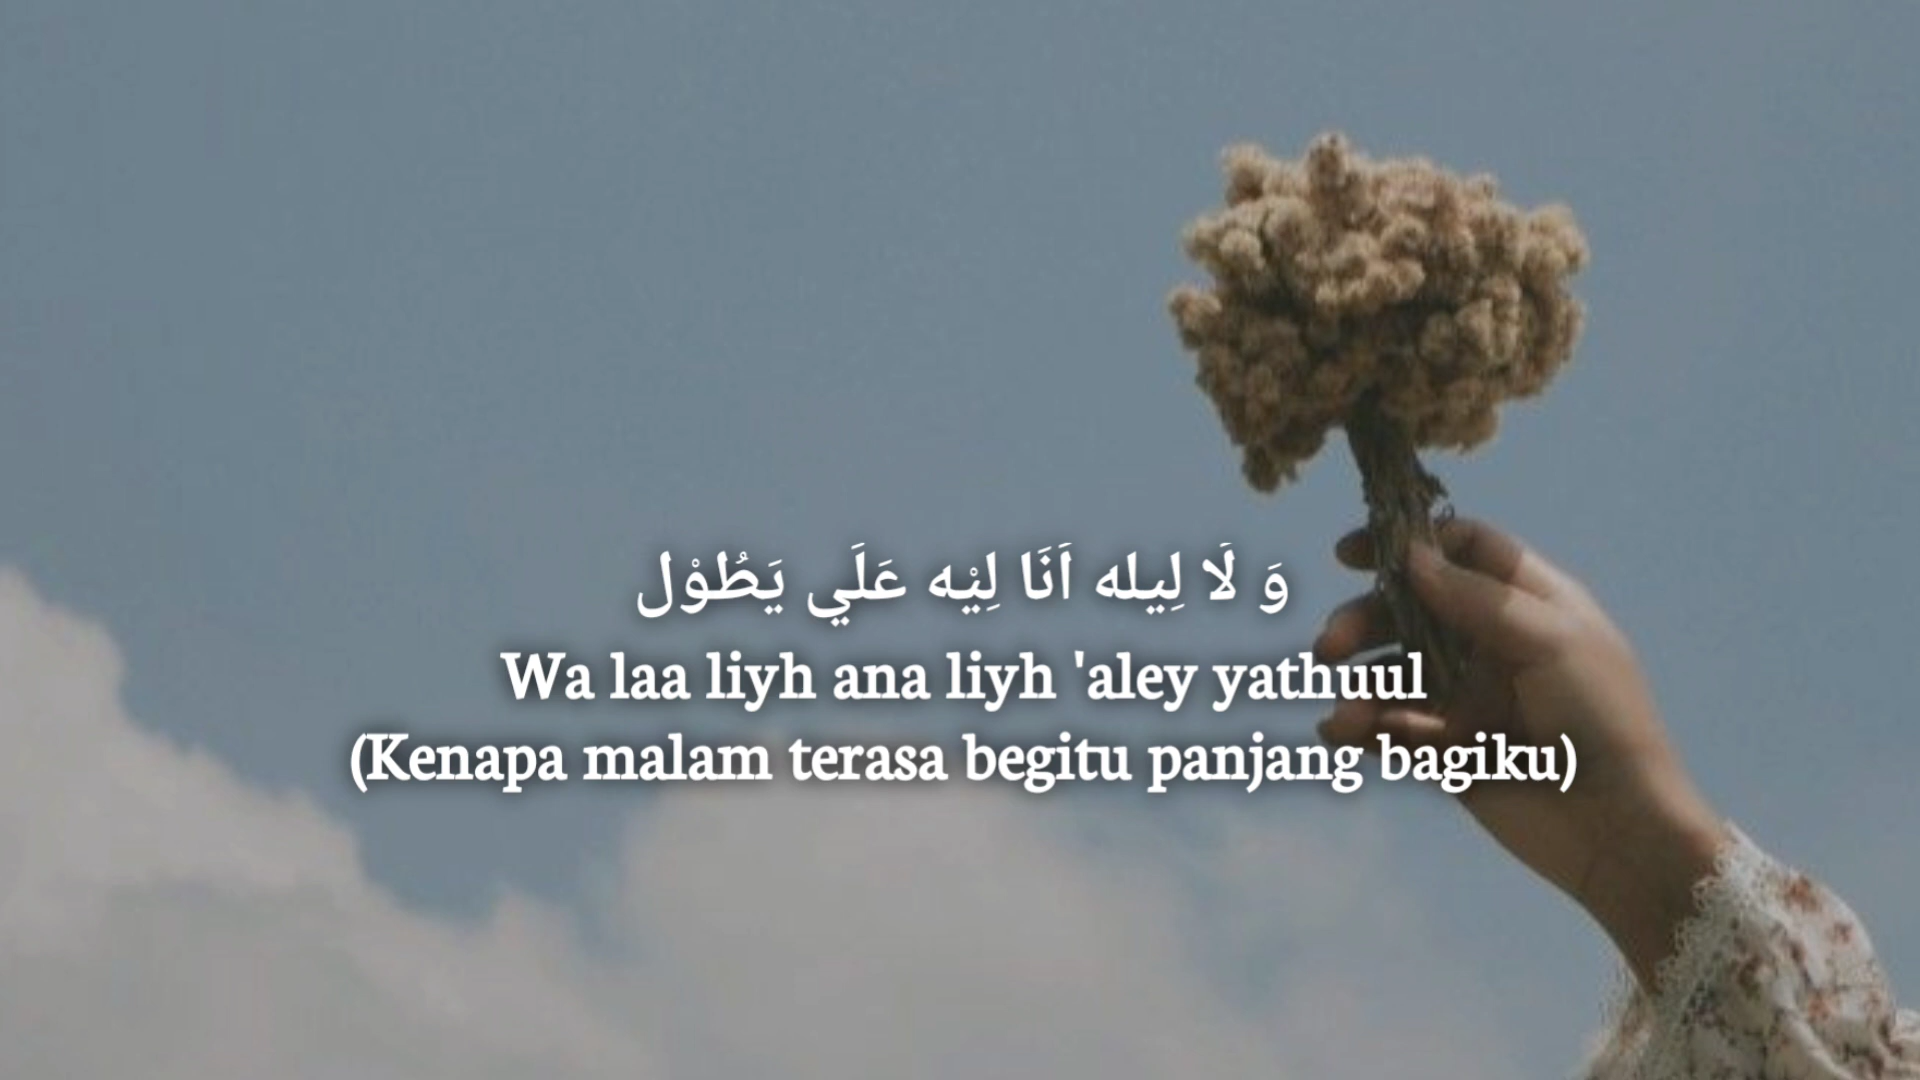 وَ لَا لِيله اَنَا لِيْه عَلَي يَطُوْل
Wa laa liyh ana liyh 'aley yathuul
(Kenapa malam terasa begitu panjang bagiku)